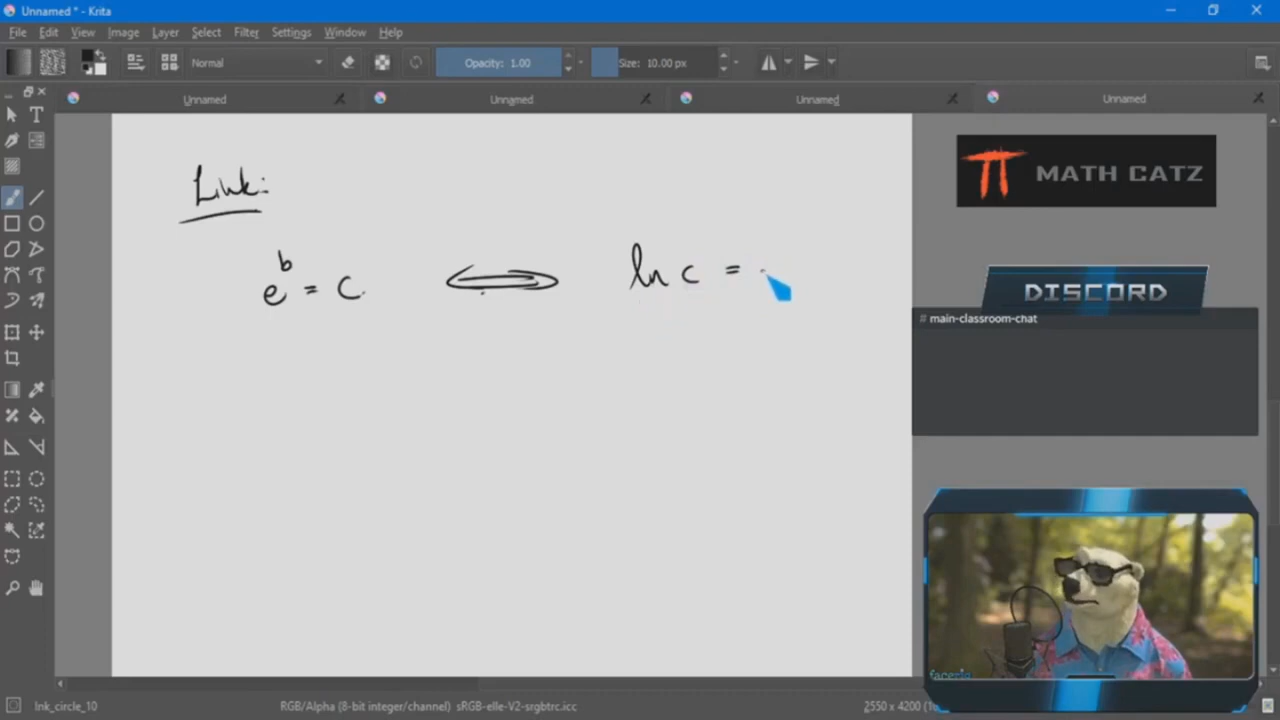 Unnamed * - Krita
File Edit View Image Layer Select Filter Settings Window Help
Normal Opacity: 1.00 Size: 10.00 px
Unnamed Unnamed Unnamed Unnamed
MATH CATZ
Link:
e^b = c ⟺ ln c =
DISCORD
# main-classroom-chat
Ink_circle_10 RGB/Alpha (8-bit integer/channel) sRGB-elle-V2-srgbtrc.icc 2550 x 4200